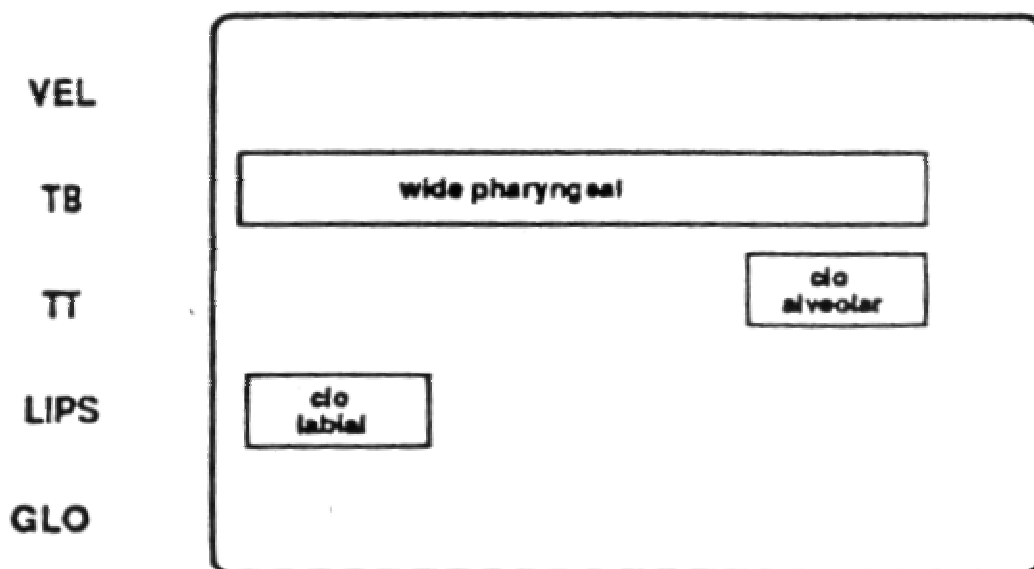 VEL
TB
wide pharyngeal
TT
clo
alveolar
LIPS
clo
labial
GLO